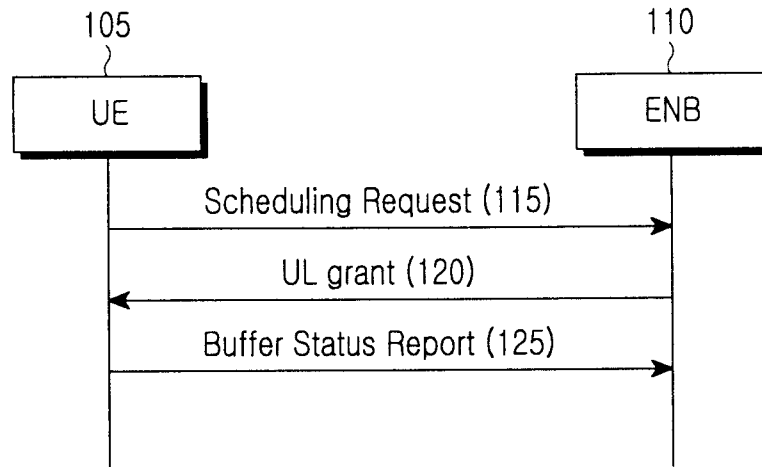 105
110
UE
ENB
Scheduling Request (115)
UL grant (120)
Buffer Status Report (125)